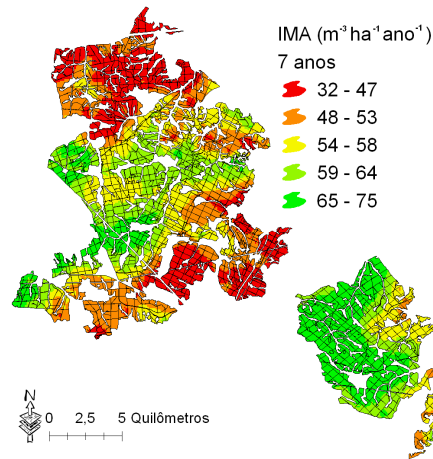 IMA (m⁻³ ha⁻¹ ano⁻¹)
7 anos
32 - 47
48 - 53
54 - 58
59 - 64
65 - 75
N
0 2,5 5 Quilômetros